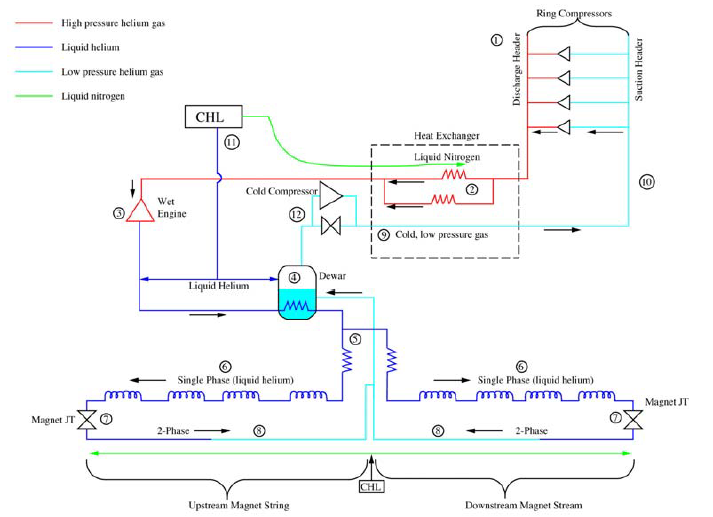 Ring Compressors
High pressure helium gas
Liquid helium
Low pressure helium gas
Liquid nitrogen
1
Discharge Header
Suction Header
CHL
11
Heat Exchanger
Liquid Nitrogen
2
10
Cold Compressor
3
Wet
Engine
12
9 Cold, low pressure gas
4
Dewar
Liquid Helium
5
6
6
Single Phase (liquid helium)
Single Phase (liquid helium)
Magnet JT
7
7
Magnet JT
2-Phase
8
8
2-Phase
CHL
Upstream Magnet String
Downstream Magnet Stream